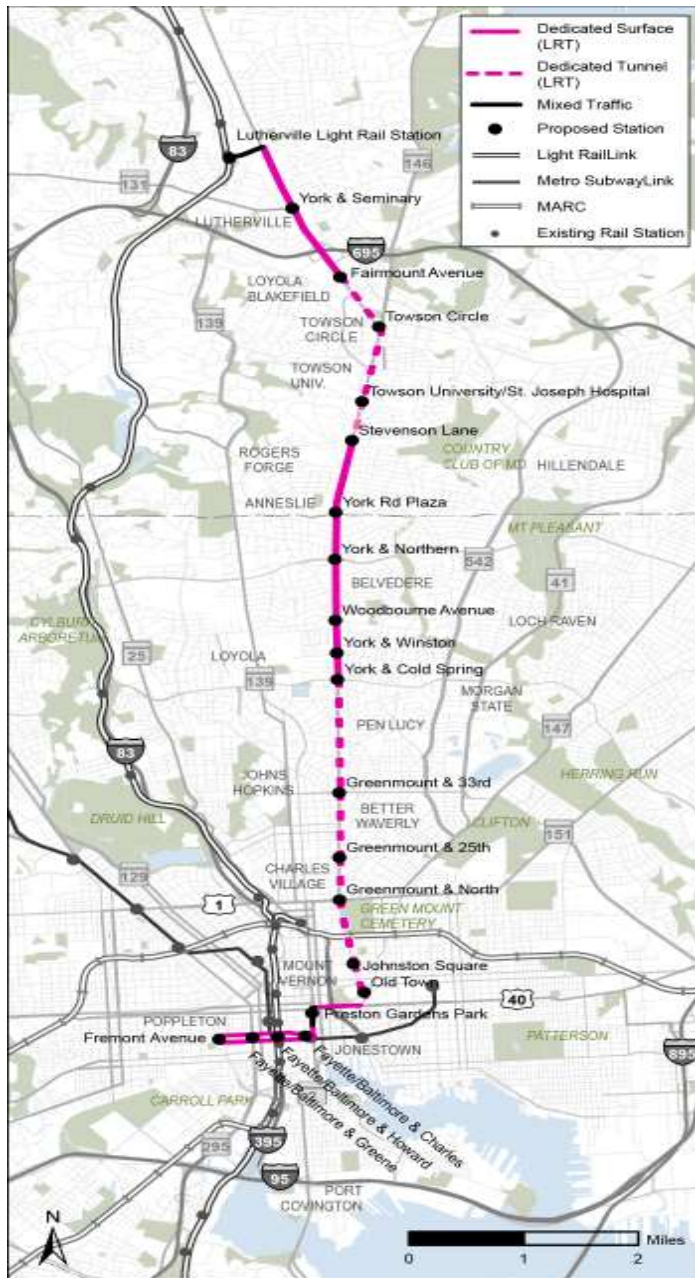 Dedicated Surface
(LRT)
Dedicated Tunnel
(LRT)
Mixed Traffic
Proposed Station
Light RailLink
Metro SubwayLink
MARC
Existing Rail Station
83
Lutherville Light Rail Station
146
131
York & Seminary
LUTHERVILLE
695
Fairmount Avenue
LOYOLA
BLAKEFIELD
139
TOWSON
CIRCLE
Towson Circle
TOWSON
UNIV.
Towson University/St. Joseph Hospital
Stevenson Lane
ROGERS
FORGE
COUNTRY
CLUB OF MD
HILLENDALE
ANNESLIE
York Rd Plaza
MT PLEASANT
York & Northern
542
BELVEDERE
41
Woodbourne Avenue
LOCH RAVEN
CYLBURN
ARBORETUM
25
LOYOLA
York & Winston
139
York & Cold Spring
MORGAN
STATE
PEN LUCY
147
83
JOHNS
HOPKINS
Greenmount & 33rd
HERRING RUN
DRUID HILL
BETTER
WAVERLY
CLIFTON
151
Greenmount & 25th
129
CHARLES
VILLAGE
1
Greenmount & North
GREEN MOUNT
CEMETERY
MOUNT
VERNON
Johnston Square
Old Town
40
POPPLETON
Preston Gardens Park
Fremont Avenue
JONESTOWN
PATTERSON
895
Fayette/Baltimore & Charles
Fayette/Baltimore & Howard
Fayette/Baltimore & Greene
CARROLL PARK
395
295
95
PORT
COVINGTON
N
Miles
0 1 2